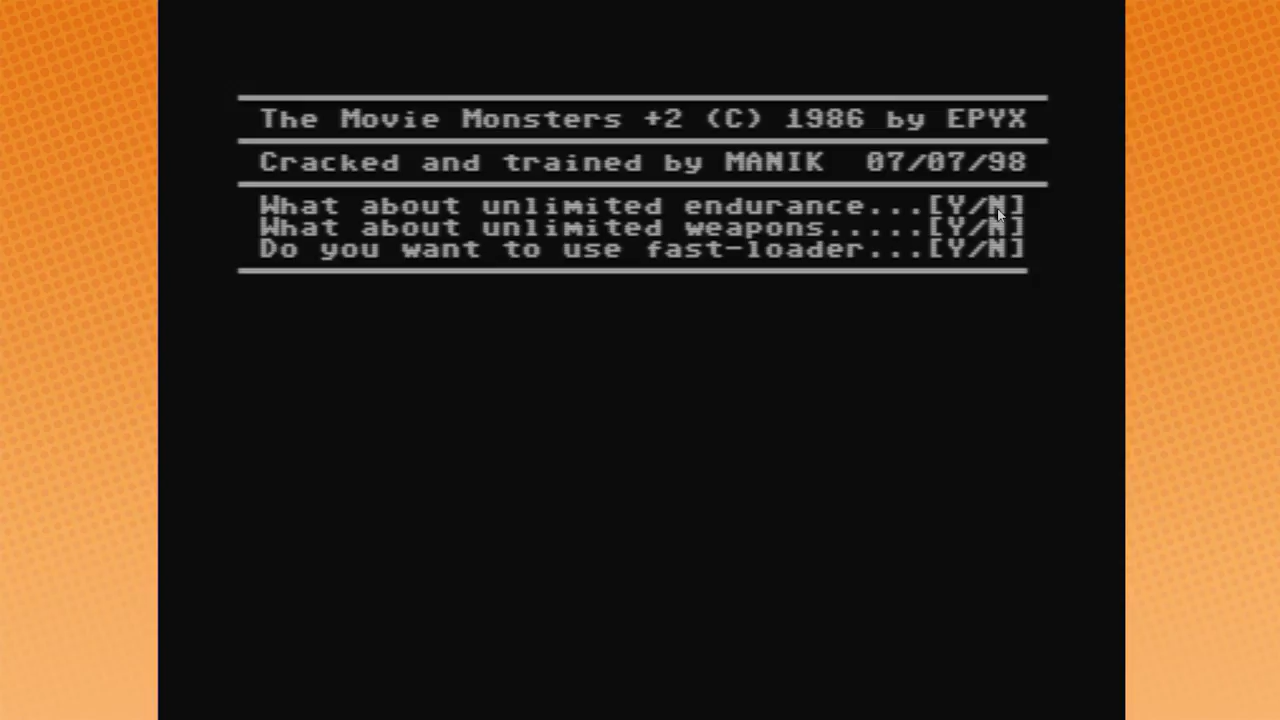 The Movie Monsters +2 (C) 1986 by EPYX
Cracked and trained by MANIK 07/07/98
What about unlimited endurance...[Y/N]
What about unlimited weapons.....[Y/N]
Do you want to use fast-loader...[Y/N]